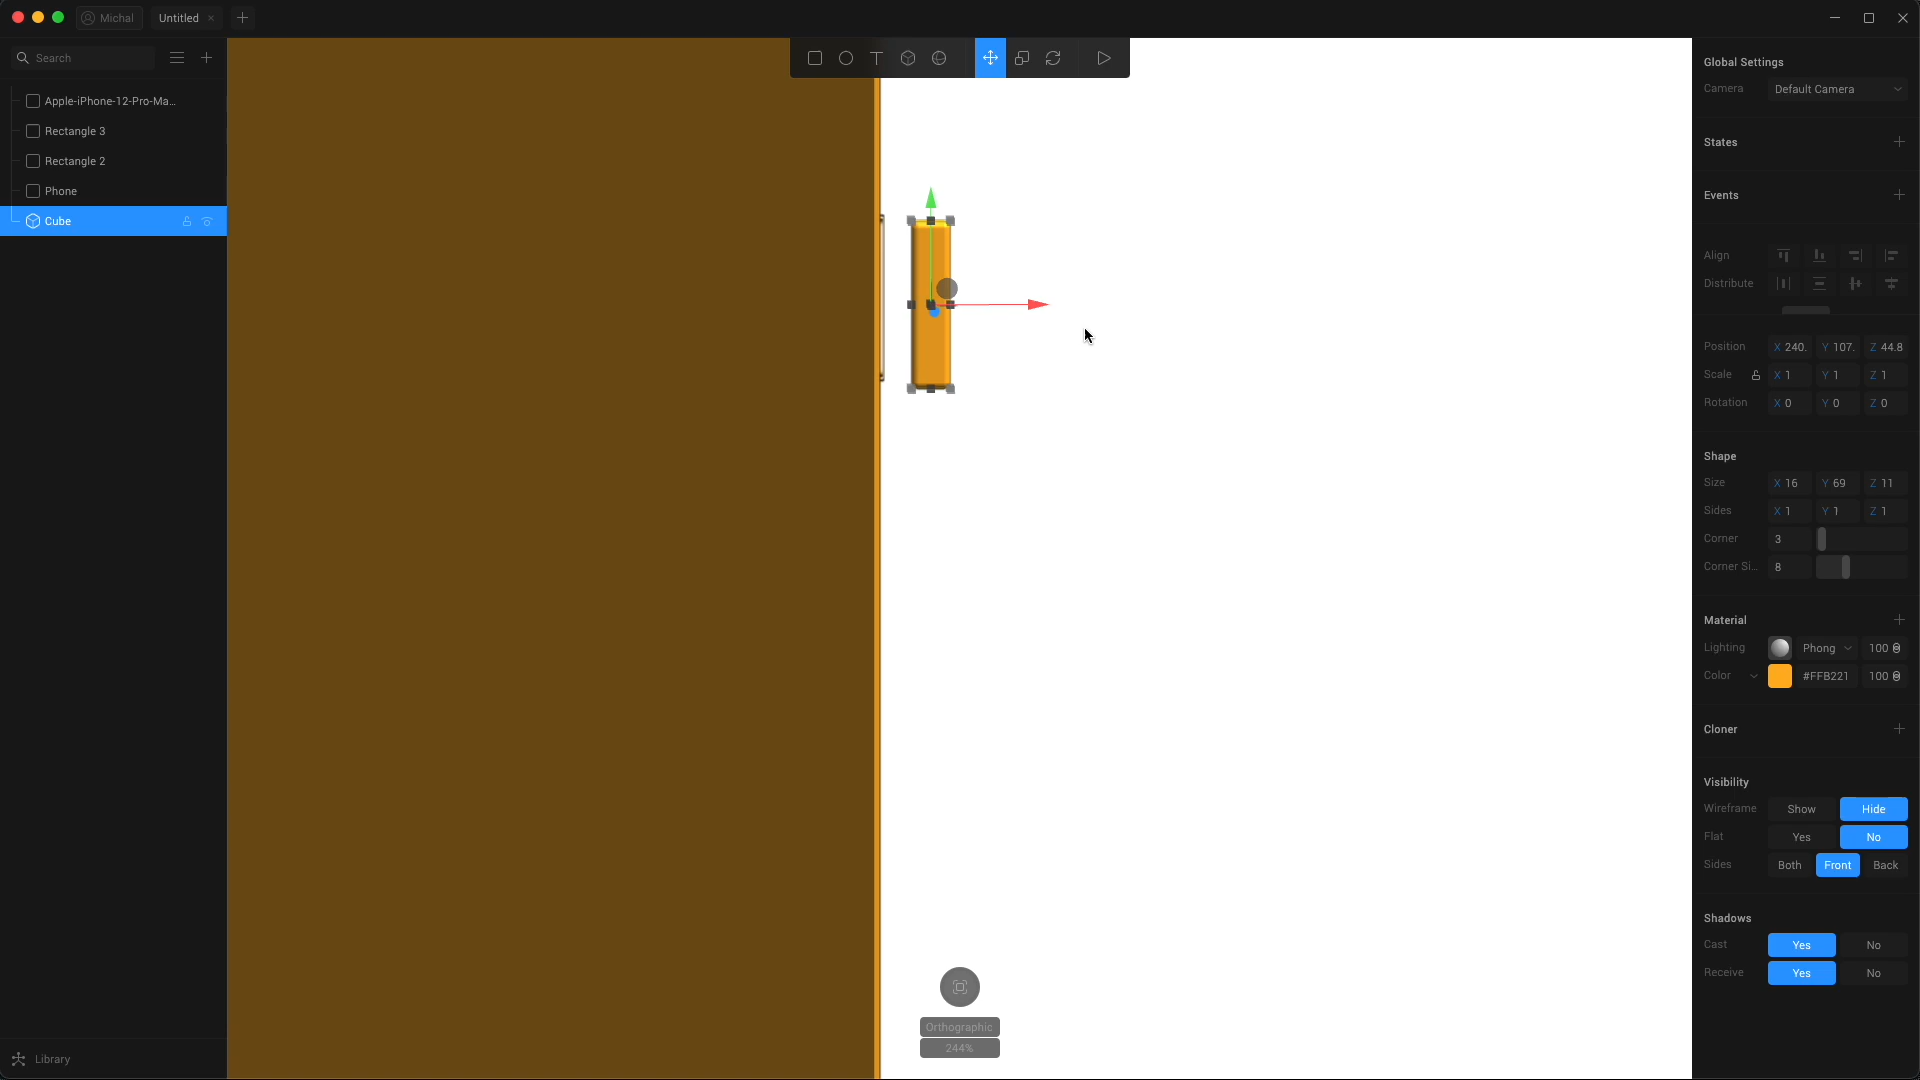 Michal
Untitled
Search
Apple-iPhone-12-Pro-Ma...
Rectangle 3
Rectangle 2
Phone
Cube
Library
Orthographic
244%
Global Settings
Camera Default Camera
States
Events
Align
Distribute
Position X 240. Y 107. Z 44.8
Scale X 1 Y 1 Z 1
Rotation X 0 Y 0 Z 0
Shape
Size X 16 Y 69 Z 11
Sides X 1 Y 1 Z 1
Corner 3
Corner Si... 8
Material
Lighting Phong 100
Color #FFB221 100
Cloner
Visibility
Wireframe Show Hide
Flat Yes No
Sides Both Front Back
Shadows
Cast Yes No
Receive Yes No